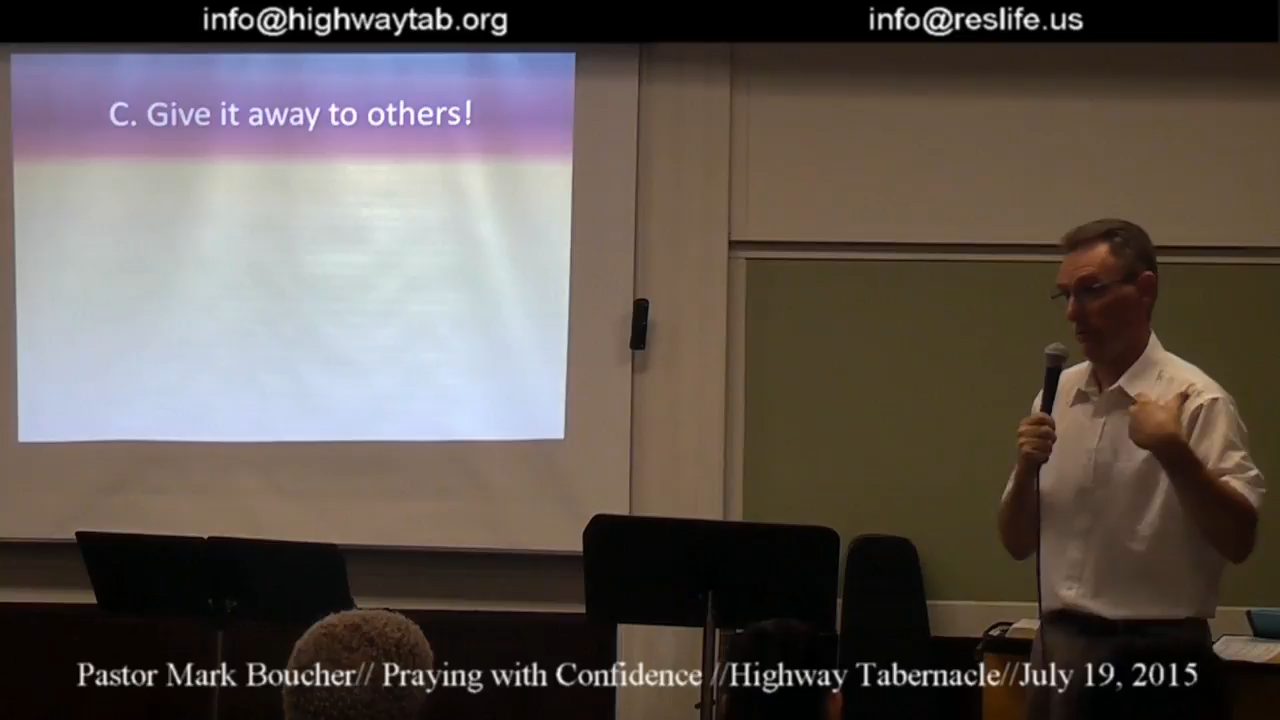 info@highwaytab.org info@reslife.us
C. Give it away to others!
Pastor Mark Boucher// Praying with Confidence //Highway Tabernacle//July 19, 2015